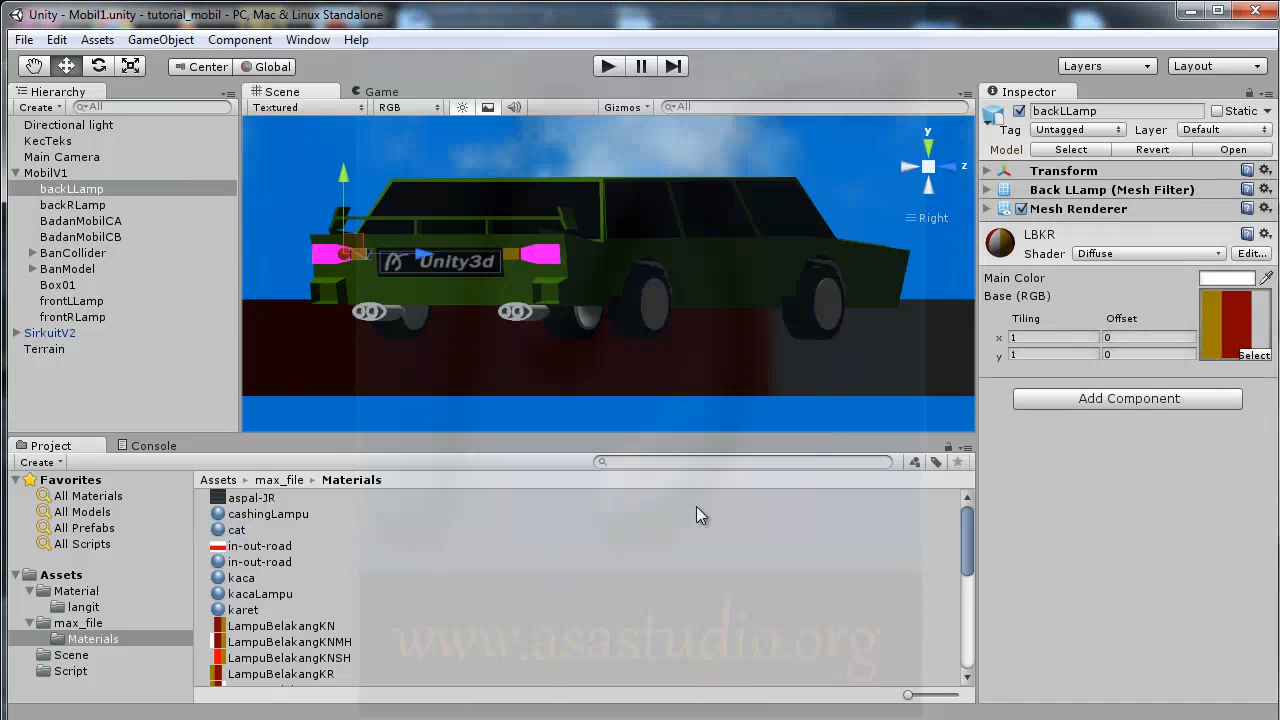 Unity - Mobil1.unity - tutorial_mobil - PC, Mac & Linux Standalone
File Edit Assets GameObject Component Window Help
Center Global Layers Layout
Hierarchy
Create All
Directional light
KecTeks
Main Camera
MobilV1
backLLamp
backRLamp
BadanMobilCA
BadanMobilCB
BanCollider
BanModel
Box01
frontLLamp
frontRLamp
SirkuitV2
Terrain
Scene Game
Textured RGB Gizmos All
y
z
Right
Unity3d
Inspector
backLLamp Static
Tag Untagged Layer Default
Model Select Revert Open
Transform
Back LLamp (Mesh Filter)
Mesh Renderer
LBKR
Shader Diffuse Edit...
Main Color
Base (RGB)
Tiling Offset
x 1 0
y 1 0
Select
Add Component
Project Console
Create
Favorites
All Materials
All Models
All Prefabs
All Scripts
Assets
Material
langit
max_file
Materials
Scene
Script
Assets max_file Materials
aspal-JR
cashingLampu
cat
in-out-road
in-out-road
kaca
kacaLampu
karet
LampuBelakangKN
LampuBelakangKNMH
LampuBelakangKNSH
LampuBelakangKR
www.asastudio.org